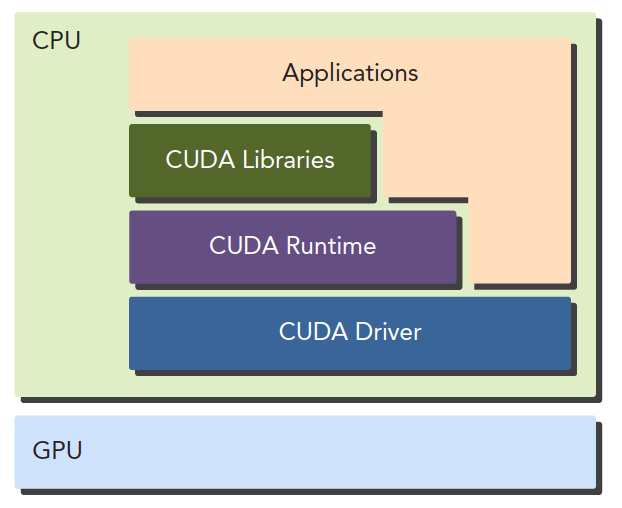 CPU
Applications
CUDA Libraries
CUDA Runtime
CUDA Driver
GPU